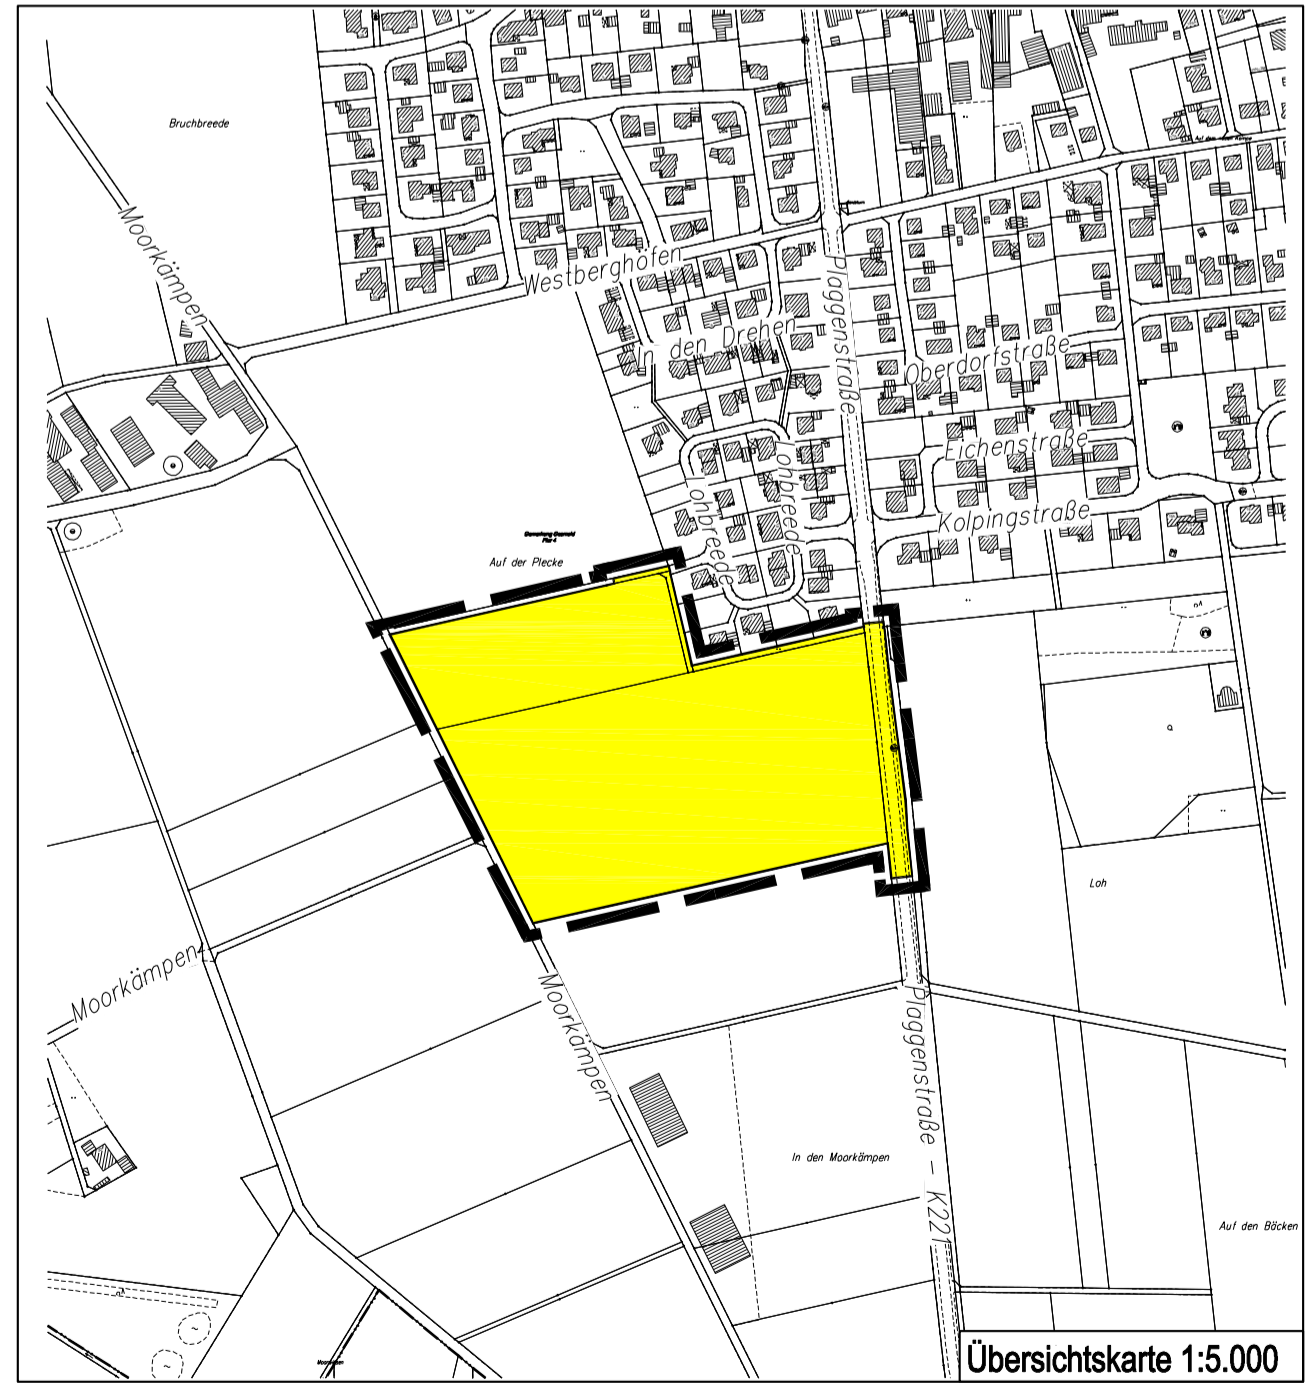 Bruchbreede
Moorkämpen
Westberghöfen
Plaggenstraße
In den Drehen
Oberdorfstraße
Eichenstraße
Lohbreede
Lohbreede
Kolpingstraße
Auf der Plecke
Loh
Moorkämpen
Moorkämpen
Plaggenstraße - K221
In den Moorkämpen
Auf den Bäcken
Übersichtskarte 1:5.000